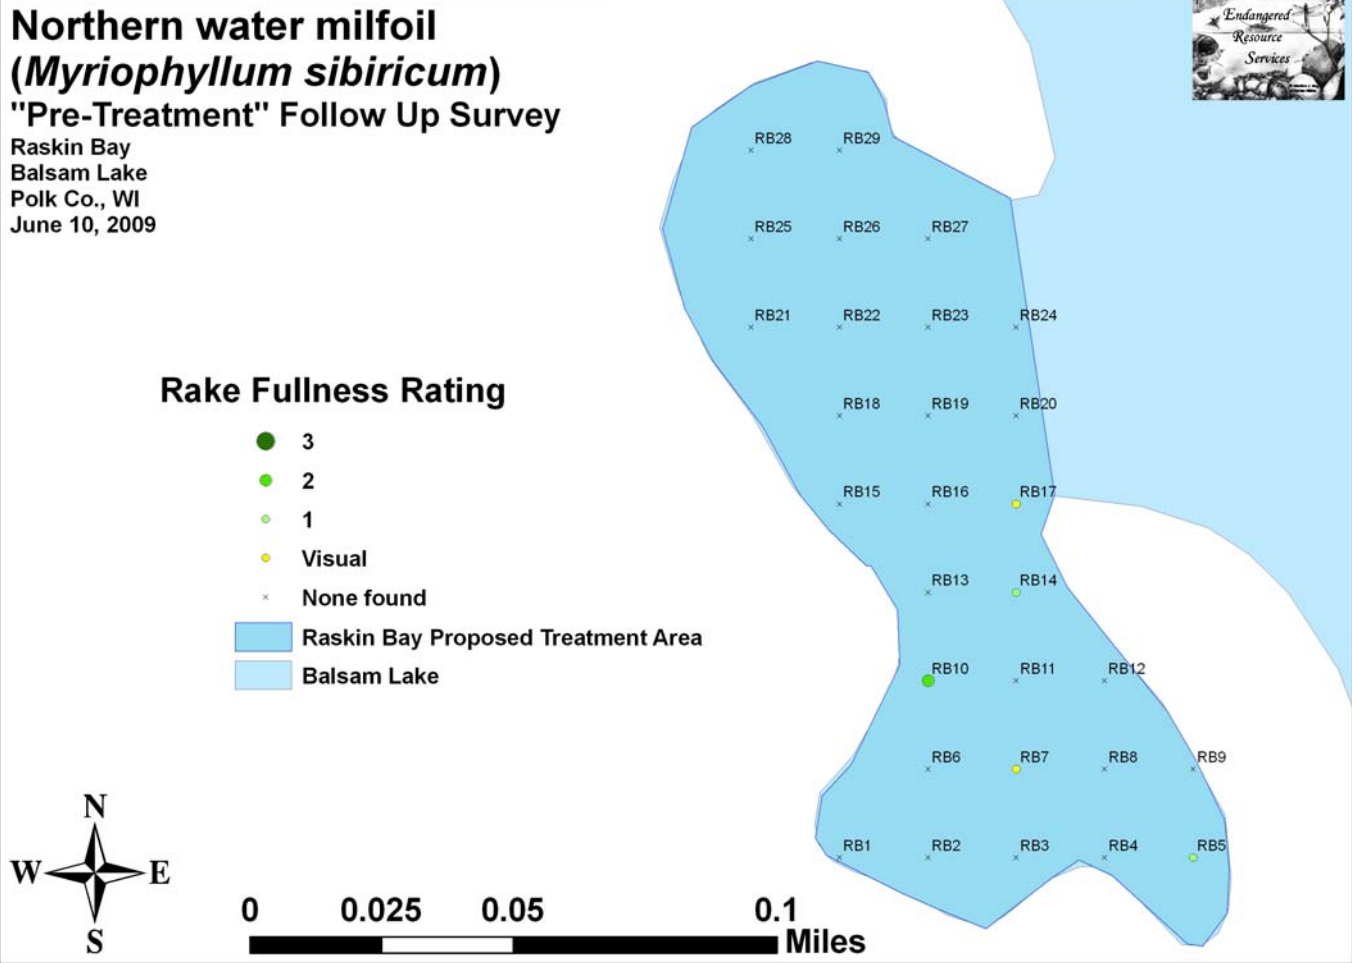 Northern water milfoil
(Myriophyllum sibiricum)
"Pre-Treatment" Follow Up Survey
Raskin Bay
Balsam Lake
Polk Co., WI
June 10, 2009
Endangered
Resource
Services
RB28 RB29
RB25 RB26 RB27
RB21 RB22 RB23 RB24
RB18 RB19 RB20
RB15 RB16 RB17
RB13 RB14
RB10 RB11 RB12
RB6 RB7 RB8 RB9
RB1 RB2 RB3 RB4 RB5
Rake Fullness Rating
3
2
1
Visual
None found
Raskin Bay Proposed Treatment Area
Balsam Lake
N
W E
S
0 0.025 0.05 0.1
Miles